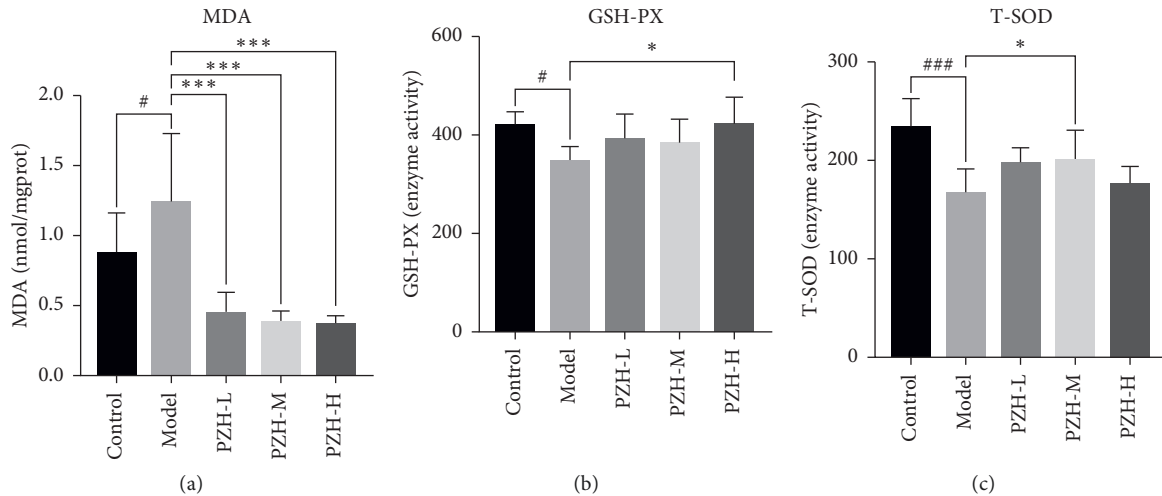 MDA
***
***
***
#
2.0
1.5
1.0
0.5
0.0
MDA (nmol/mgprot)
Control
Model
PZH-L
PZH-M
PZH-H
(a)
GSH-PX
600
400
200
0
*
#
GSH-PX (enzyme activity)
Control
Model
PZH-L
PZH-M
PZH-H
(b)
T-SOD
300
200
100
0
*
###
T-SOD (enzyme activity)
Control
Model
PZH-L
PZH-M
PZH-H
(c)